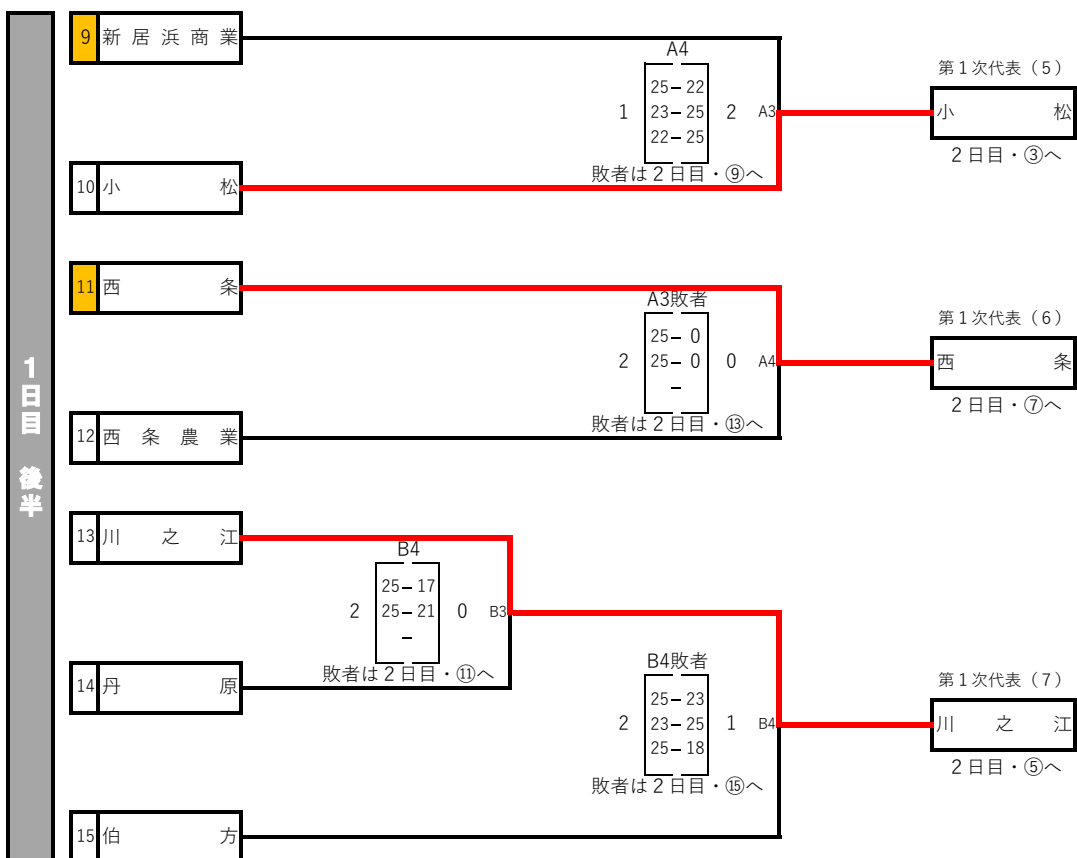 1日目 後半
9 新居浜商業
A4
25－22
1 23－25 2 A3
22－25
敗者は２日目・⑨へ
第１次代表（5）
小 松
２日目・③へ
10 小 松
11 西 条
A3敗者
25－ 0
2 25－ 0 0 A4
－
敗者は２日目・⑬へ
第１次代表（6）
西 条
２日目・⑦へ
12 西条農業
13 川之江
B4
25－17
2 25－21 0 B3
－
敗者は２日目・⑪へ
14 丹 原
B4敗者
25－23
2 23－25 1 B4
25－18
敗者は２日目・⑮へ
第１次代表（7）
川之江
２日目・⑤へ
15 伯 方